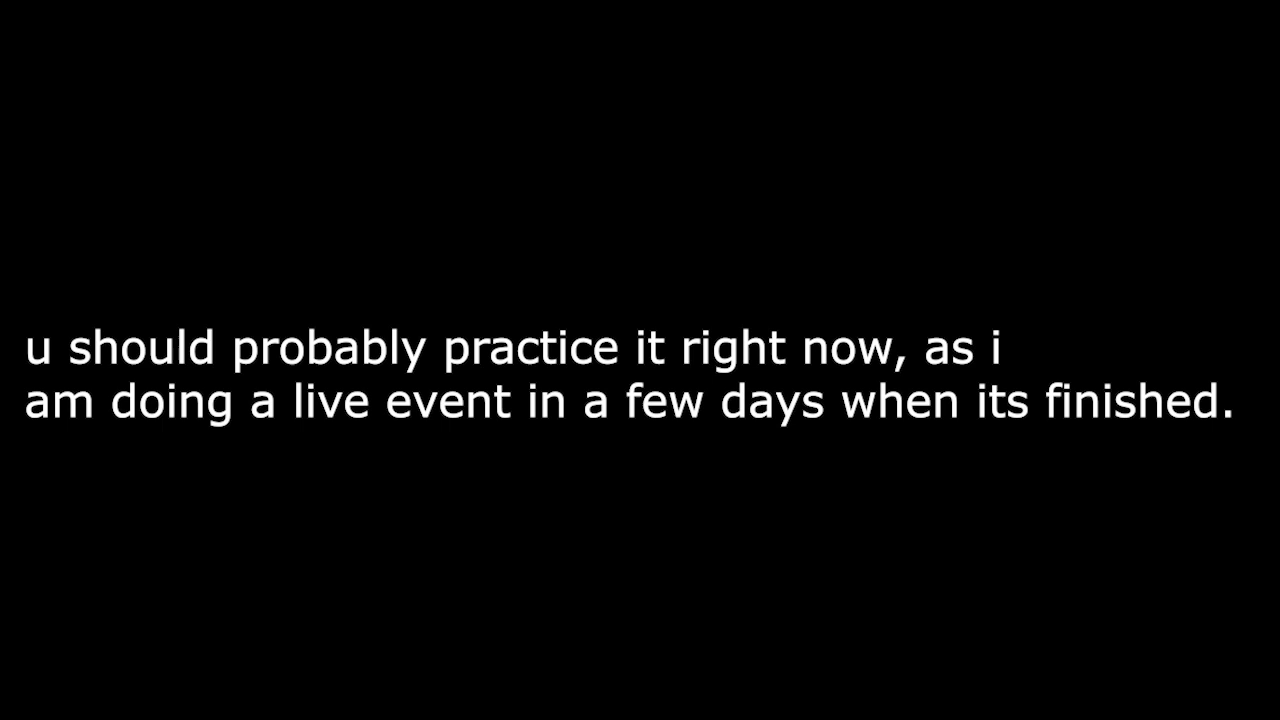 u should probably practice it right now, as i
am doing a live event in a few days when its finished.